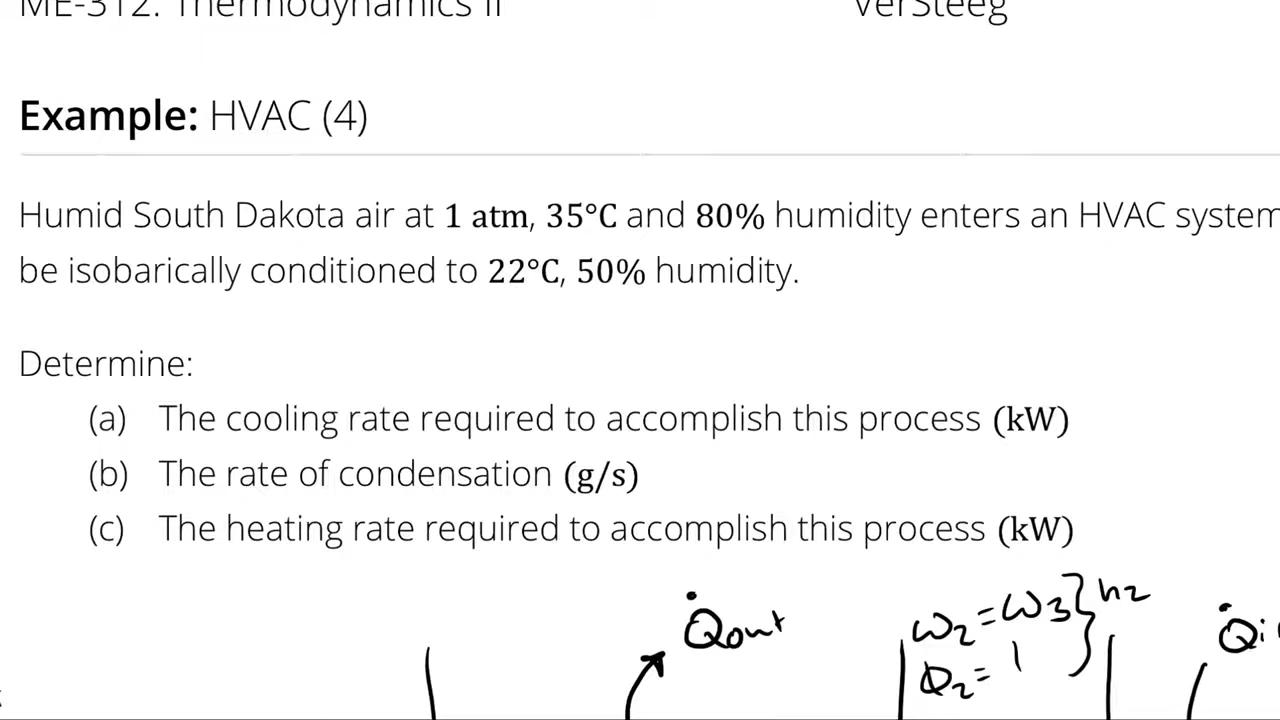 ME-312: Thermodynamics II VerSteeg
Example: HVAC (4)
Humid South Dakota air at 1 atm, 35°C and 80% humidity enters an HVAC system
be isobarically conditioned to 22°C, 50% humidity.
Determine:
(a) The cooling rate required to accomplish this process (kW)
(b) The rate of condensation (g/s)
(c) The heating rate required to accomplish this process (kW)
Q̇out ω2 = ω3 } h2 Q̇i
Φ2 = 1